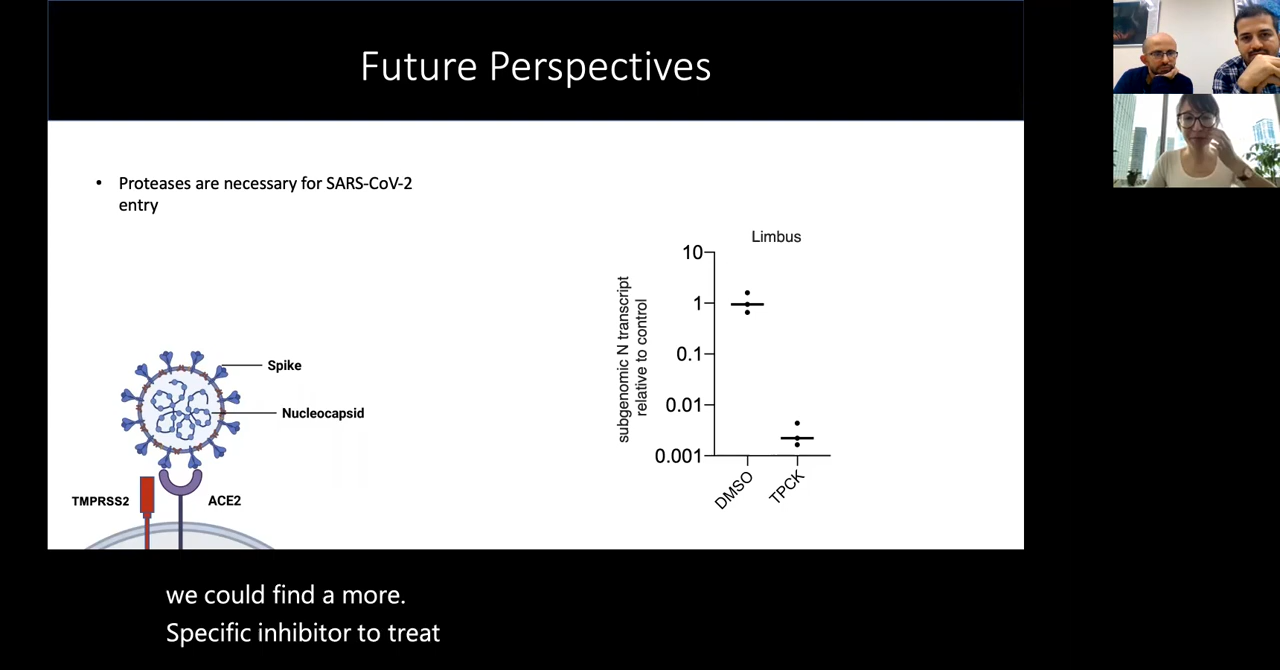 Future Perspectives
• Proteases are necessary for SARS-CoV-2
entry
Spike
Nucleocapsid
TMPRSS2
ACE2
Limbus
subgenomic N transcript
relative to control
10
1
0.1
0.01
0.001
DMSO
TPCK
we could find a more.
Specific inhibitor to treat